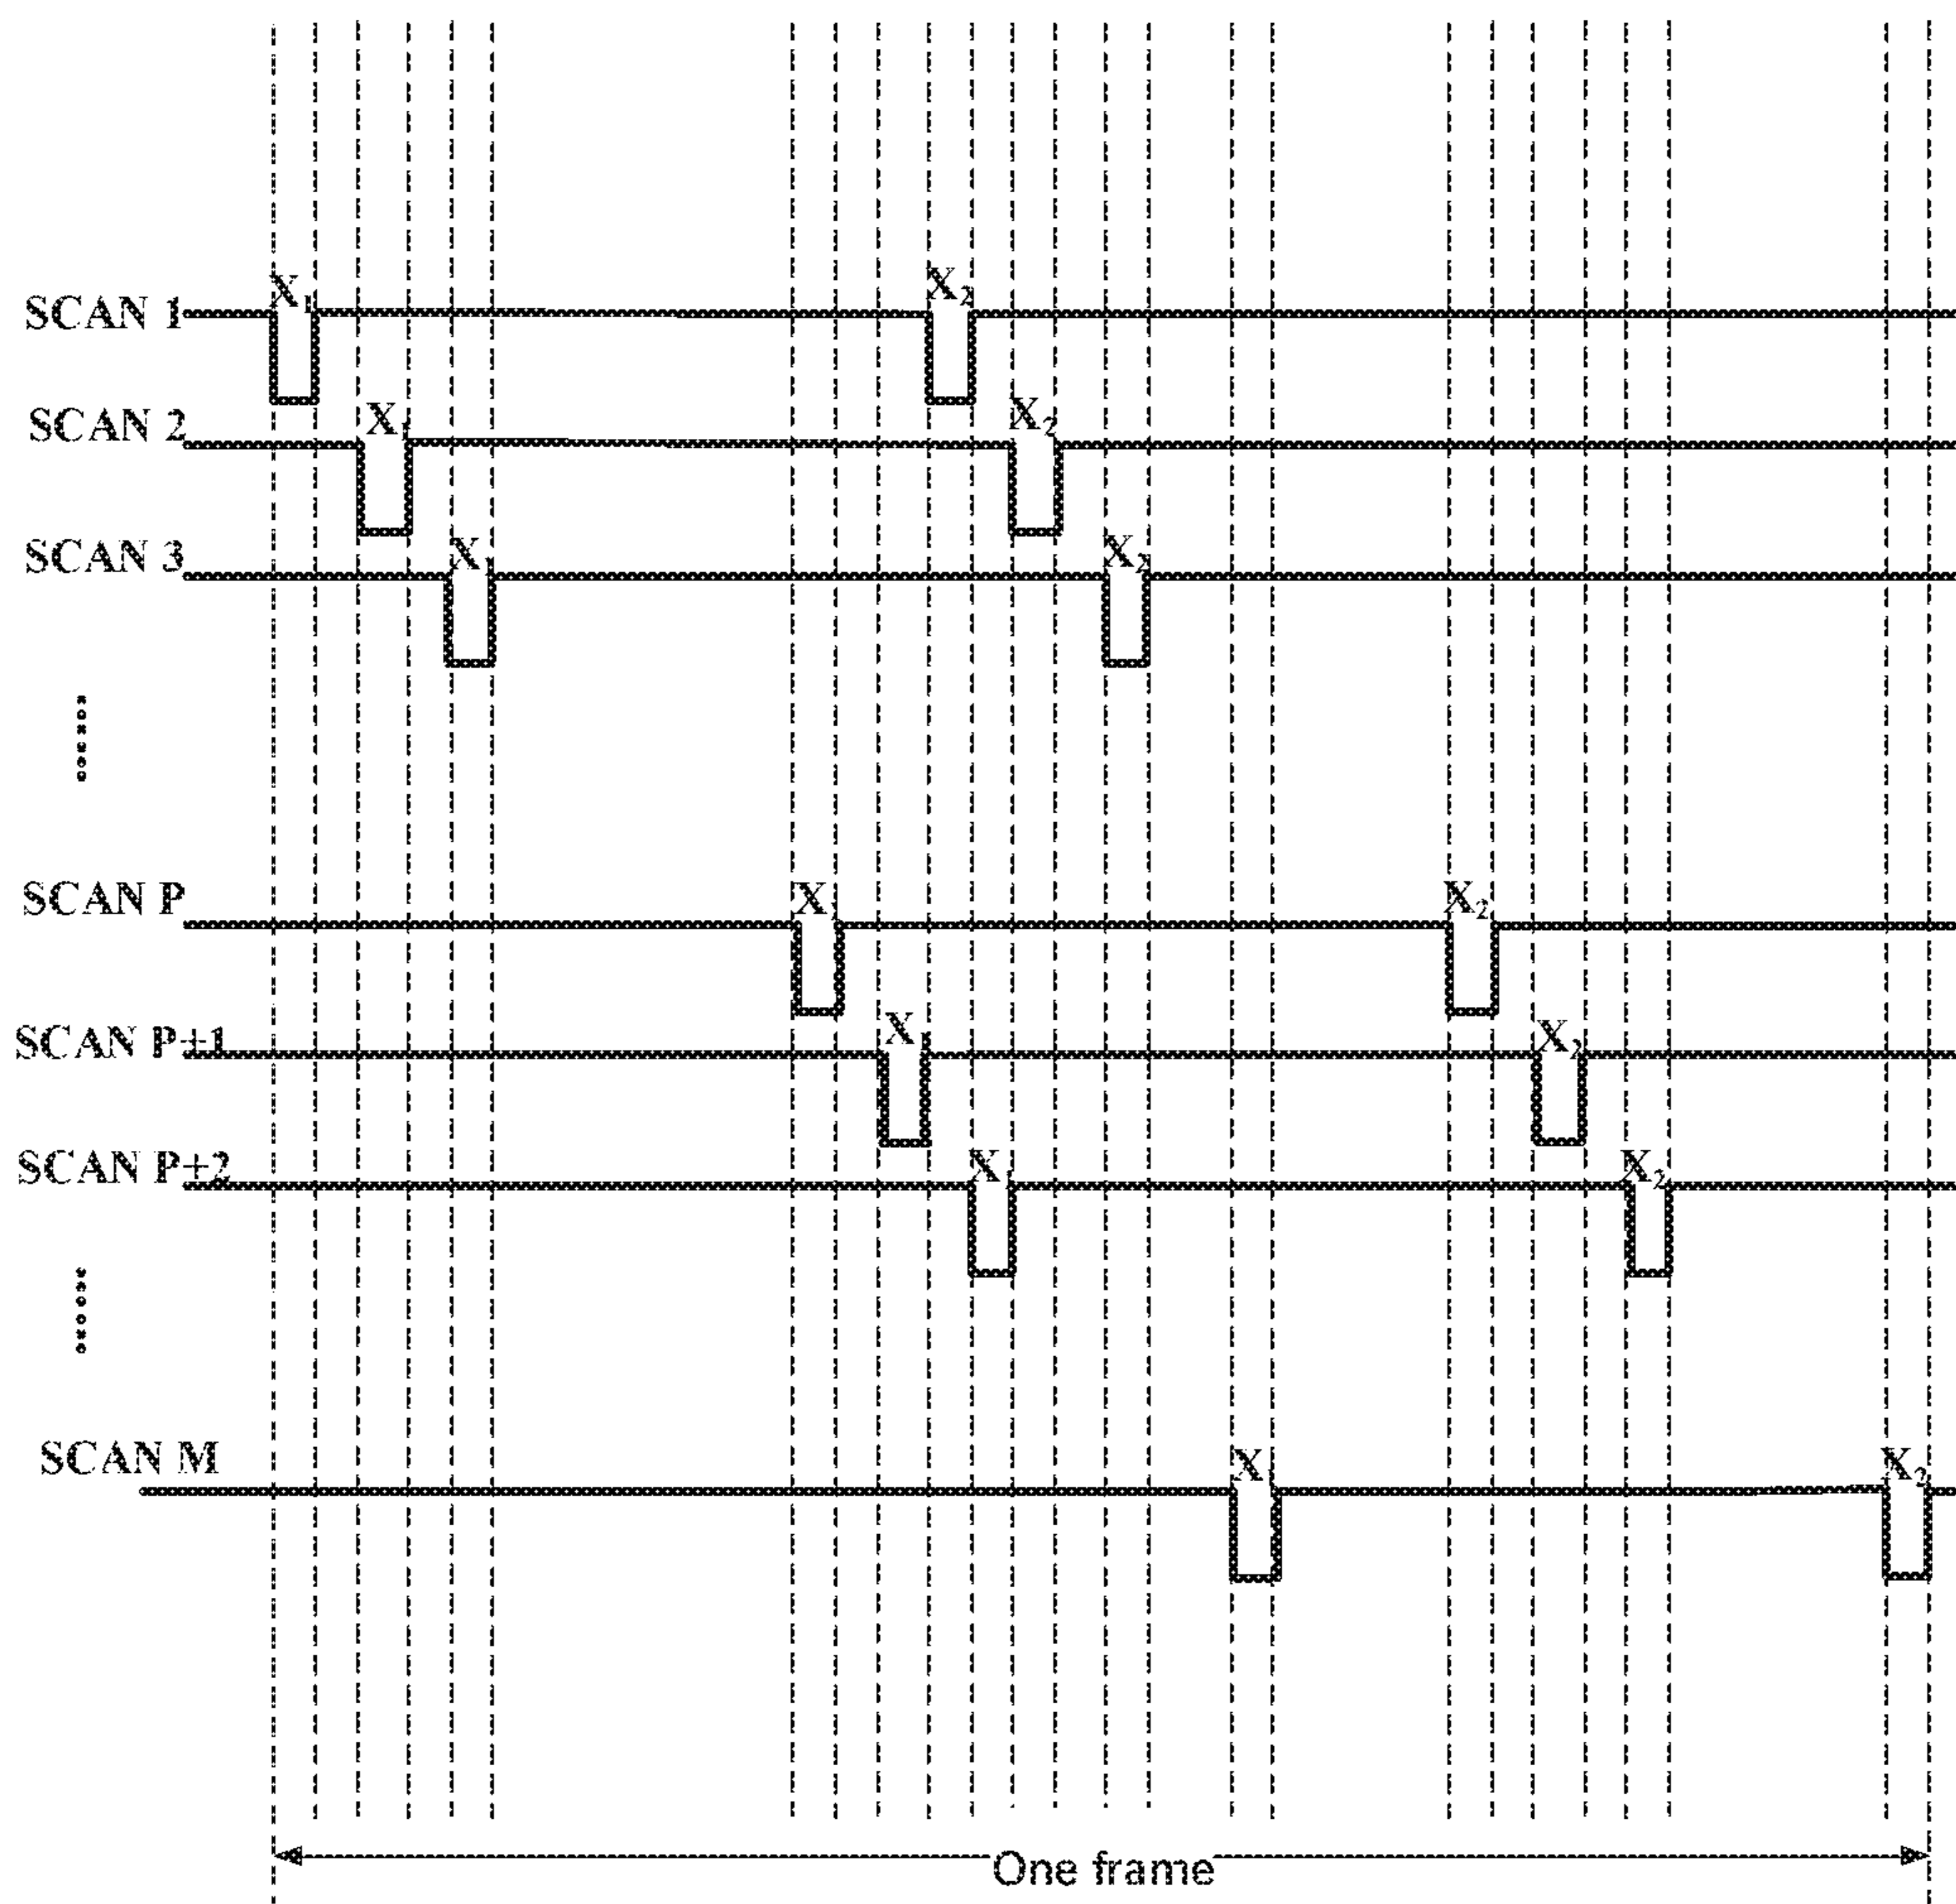 X₁ X₂
SCAN 1
X₁ X₂
SCAN 2
X₁ X₂
SCAN 3
X₁ X₂
SCAN P
X₁ X₂
SCAN P+1
X₁ X₂
SCAN P+2
X₁ X₂
SCAN M
One frame